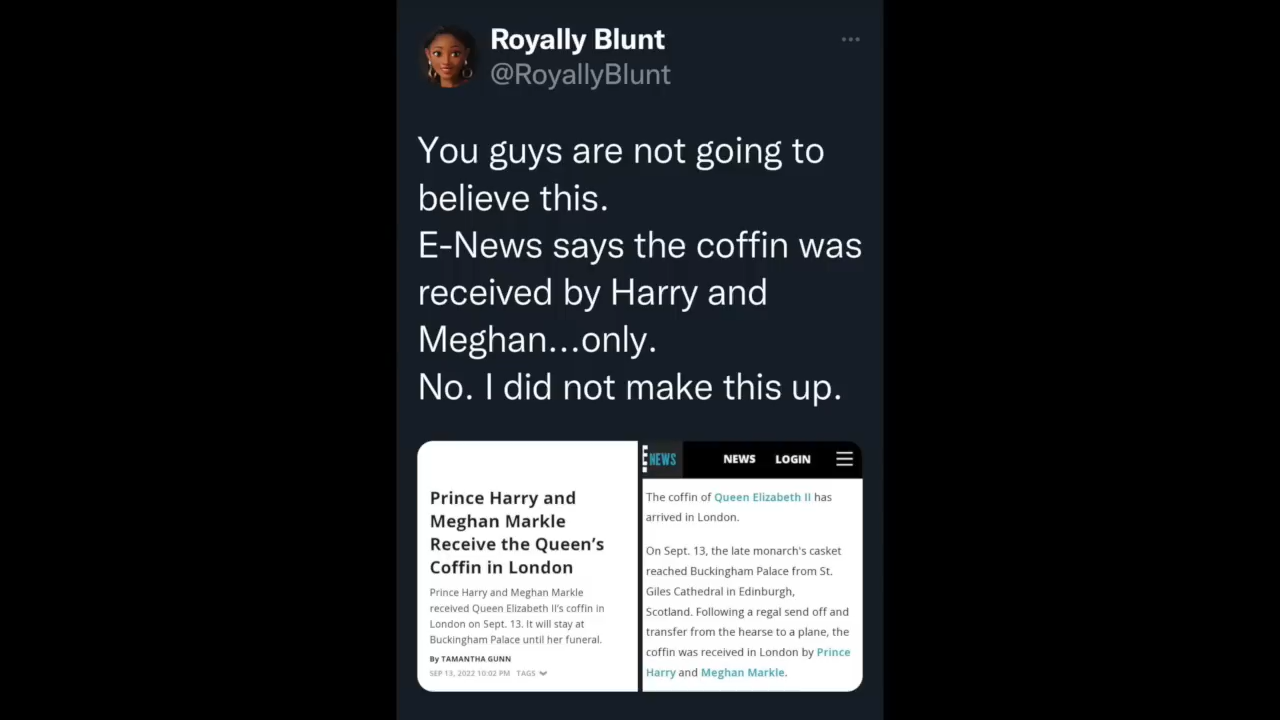 Royally Blunt
@RoyallyBlunt
You guys are not going to
believe this.
E-News says the coffin was
received by Harry and
Meghan...only.
No. I did not make this up.
Prince Harry and
Meghan Markle
Receive the Queen's
Coffin in London
Prince Harry and Meghan Markle
received Queen Elizabeth II's coffin in
London on Sept. 13. It will stay at
Buckingham Palace until her funeral.
By TAMANTHA GUNN
SEP 13, 2022 10:02 PM TAGS
E NEWS
NEWS LOGIN
The coffin of Queen Elizabeth II has
arrived in London.
On Sept. 13, the late monarch's casket
reached Buckingham Palace from St.
Giles Cathedral in Edinburgh,
Scotland. Following a regal send off and
transfer from the hearse to a plane, the
coffin was received in London by Prince
Harry and Meghan Markle.